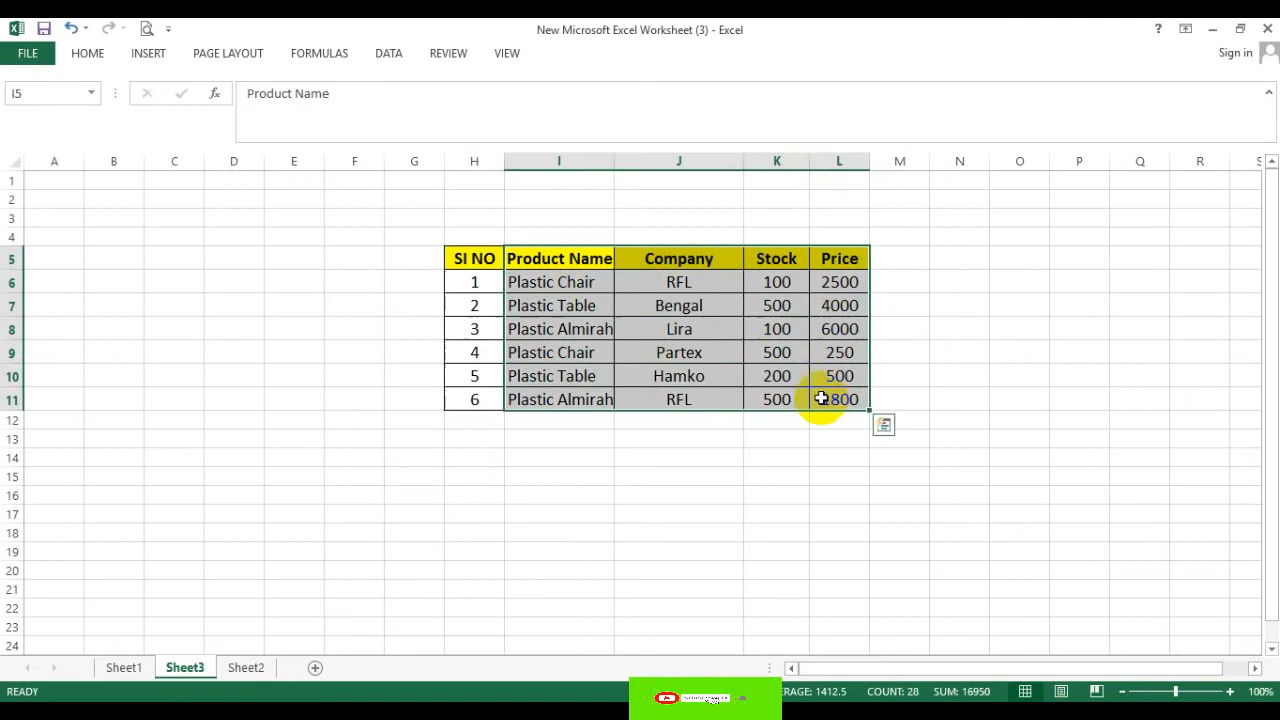 New Microsoft Excel Worksheet (3) - Excel
?
FILE HOME INSERT PAGE LAYOUT FORMULAS DATA REVIEW VIEW Sign in
I5 fx Product Name
A B C D E F G H I J K L M N O P Q R S
1
2
3
4
5 SI NO Product Name Company Stock Price
6 1 Plastic Chair RFL 100 2500
7 2 Plastic Table Bengal 500 4000
8 3 Plastic Almirah Lira 100 6000
9 4 Plastic Chair Partex 500 250
10 5 Plastic Table Hamko 200 500
11 6 Plastic Almirah RFL 500 1800
12
13
14
15
16
17
18
19
20
21
22
23
24
Sheet1 Sheet3 Sheet2
READY ERAGE: 1412.5 COUNT: 28 SUM: 16950 100%